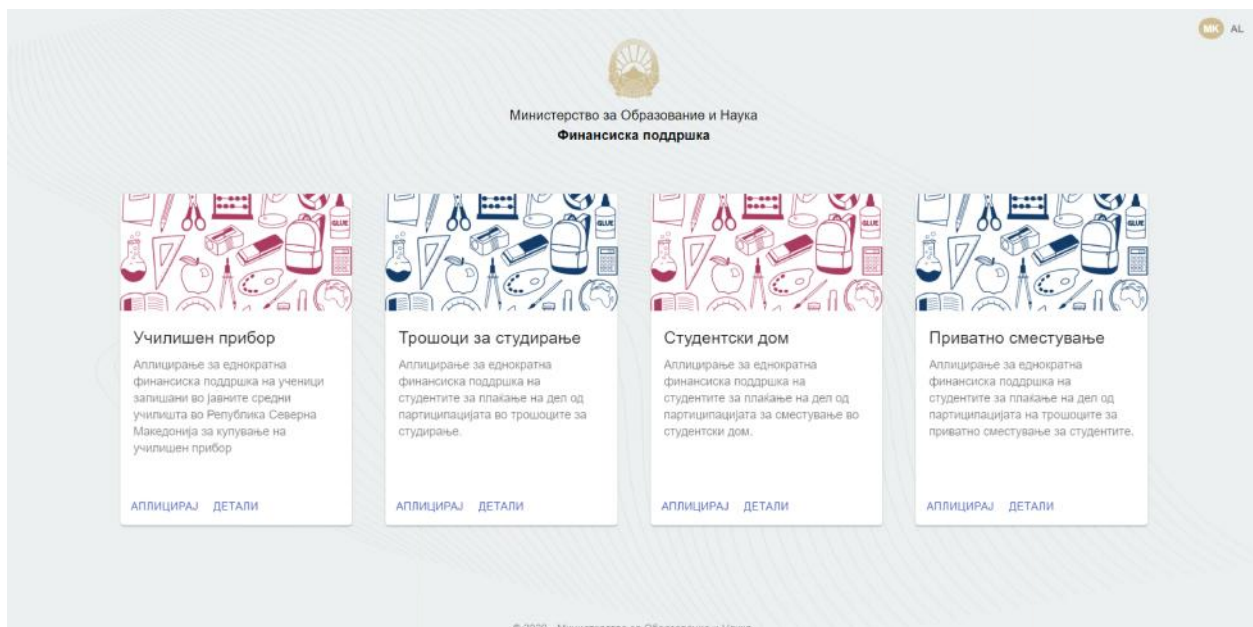 MK AL
Министерство за Образование и Наука
Финансиска поддршка
GLUE
GLUE
GLUE
GLUE
Училишен прибор
Аплицирање за еднократна
финансиска поддршка на ученици
запишани во јавните средни
училишта во Република Северна
Македонија за купување на
училишен прибор
АПЛИЦИРАЈ ДЕТАЛИ
Трошоци за студирање
Аплицирање за еднократна
финансиска поддршка на
студентите за плаќање на дел од
партиципацијата во трошоците за
студирање.
АПЛИЦИРАЈ ДЕТАЛИ
Студентски дом
Аплицирање за еднократна
финансиска поддршка на
студентите за плаќање на дел од
партиципацијата за сместување во
студентски дом.
АПЛИЦИРАЈ ДЕТАЛИ
Приватно сместување
Аплицирање за еднократна
финансиска поддршка на
студентите за плаќање на дел од
партиципацијата на трошоците за
приватно сместување за студентите.
АПЛИЦИРАЈ ДЕТАЛИ